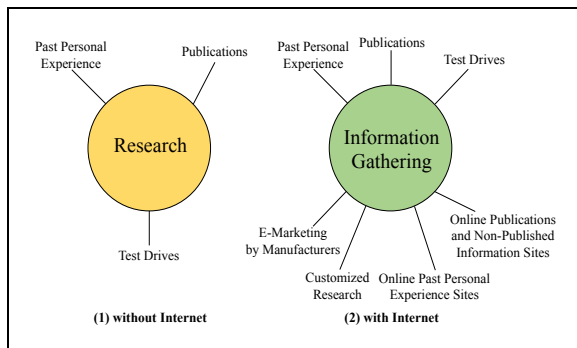 Past Personal
Experience
Publications
Research
Test Drives
(1) without Internet
Past Personal
Experience
Publications
Test Drives
Information
Gathering
E-Marketing
by Manufacturers
Customized
Research
Online Past Personal
Experience Sites
Online Publications
and Non-Published
Information Sites
(2) with Internet